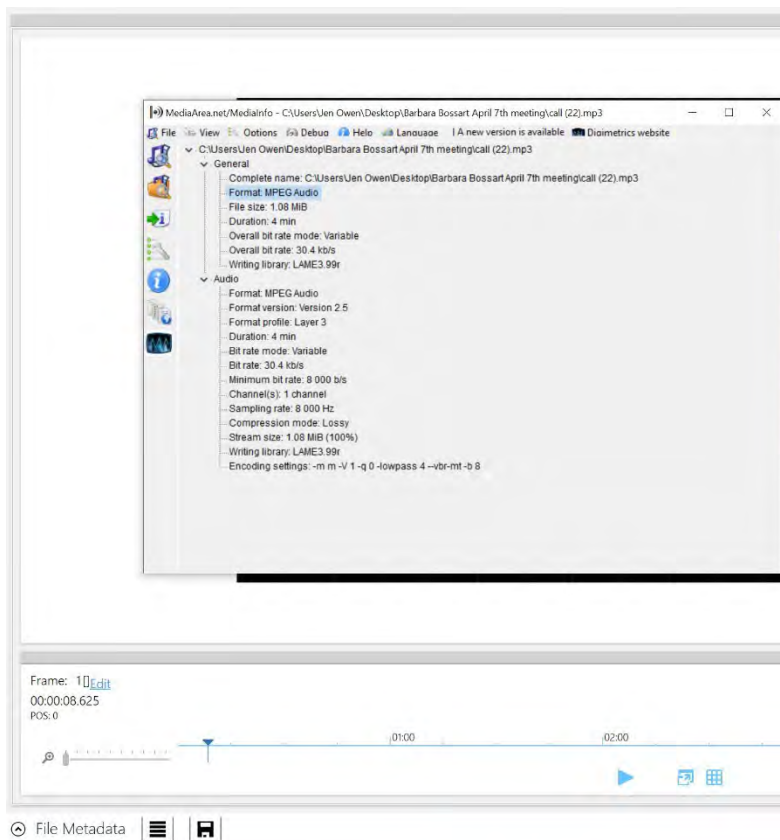 MediaArea.net/MediaInfo - C:\Users\Jen Owen\Desktop\Barbara Bossart April 7th meeting\call (22).mp3
File View Options Debug Help Language | A new version is available Digimetrics website
C:\Users\Jen Owen\Desktop\Barbara Bossart April 7th meeting\call (22).mp3
General
Complete name: C:\Users\Jen Owen\Desktop\Barbara Bossart April 7th meeting\call (22).mp3
Format: MPEG Audio
File size: 1.08 MiB
Duration: 4 min
Overall bit rate mode: Variable
Overall bit rate: 30.4 kb/s
Writing library: LAME3.99r
Audio
Format: MPEG Audio
Format version: Version 2.5
Format profile: Layer 3
Duration: 4 min
Bit rate mode: Variable
Bit rate: 30.4 kb/s
Minimum bit rate: 8 000 b/s
Channel(s): 1 channel
Sampling rate: 8 000 Hz
Compression mode: Lossy
Stream size: 1.08 MiB (100%)
Writing library: LAME3.99r
Encoding settings: -m m -V 1 -q 0 -lowpass 4 --vbr-mt -b 8
Frame: 1[]Edit
00:00:08.625
POS: 0
01:00 02:00
File Metadata